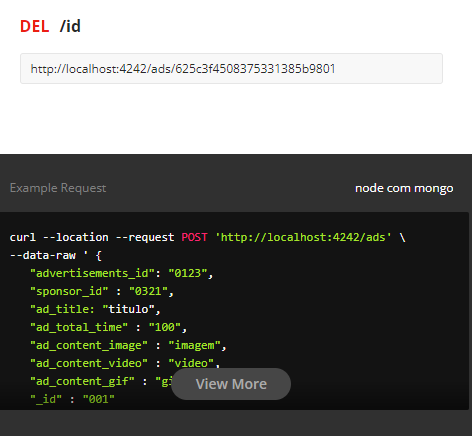 DEL /id
http://localhost:4242/ads/625c3f4508375331385b9801
Example Request node com mongo
curl --location --request POST 'http://localhost:4242/ads' \
--data-raw ' {
"advertisements_id": "0123",
"sponsor_id" : "0321",
"ad_title: "titulo",
"ad_total_time" : "100",
"ad_content_image" : "imagem",
"ad_content_video" : "video",
"ad_content_gif" :
View More
"_id" : "001"